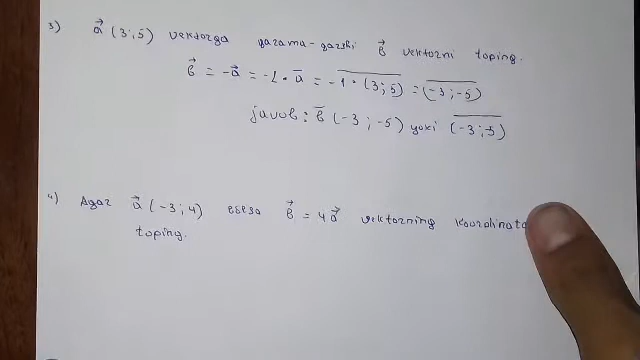 3) a⃗ (3; 5) vektorga qarama-qarshi b⃗ vektorni toping.
b⃗ = -a⃗ = -1 · a̅ = -1 · (3; 5) = (-3; -5)
javob: b̅ (-3; -5) yoki (-3; -5)
4) Agar a⃗ (-3; 4) bo'lsa b⃗ = 4a⃗ vektorning
toping.